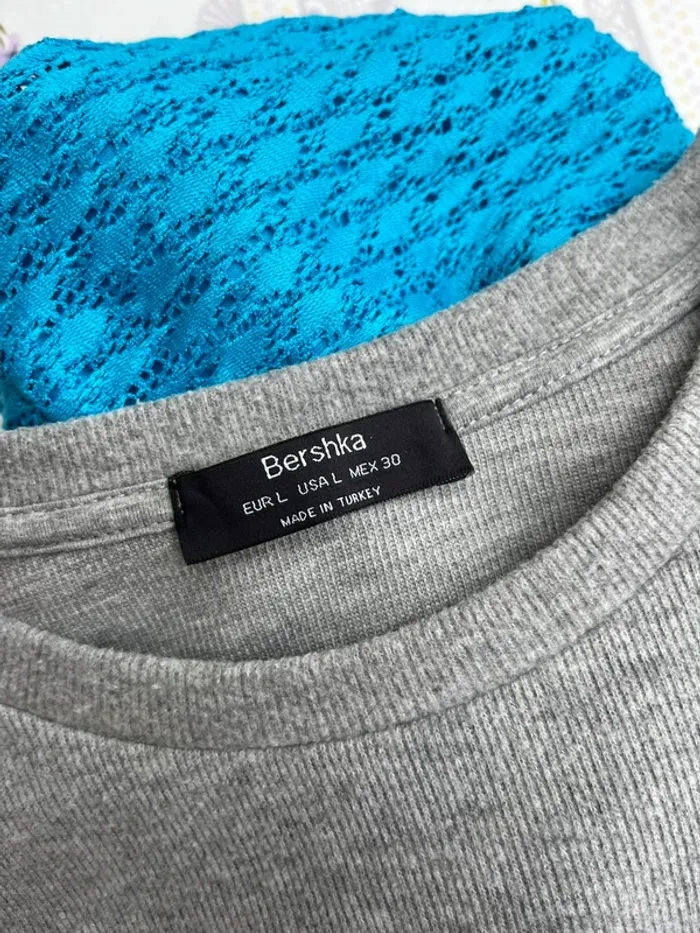 Bershka
EUR L USA L MEX 30
MADE IN TURKEY